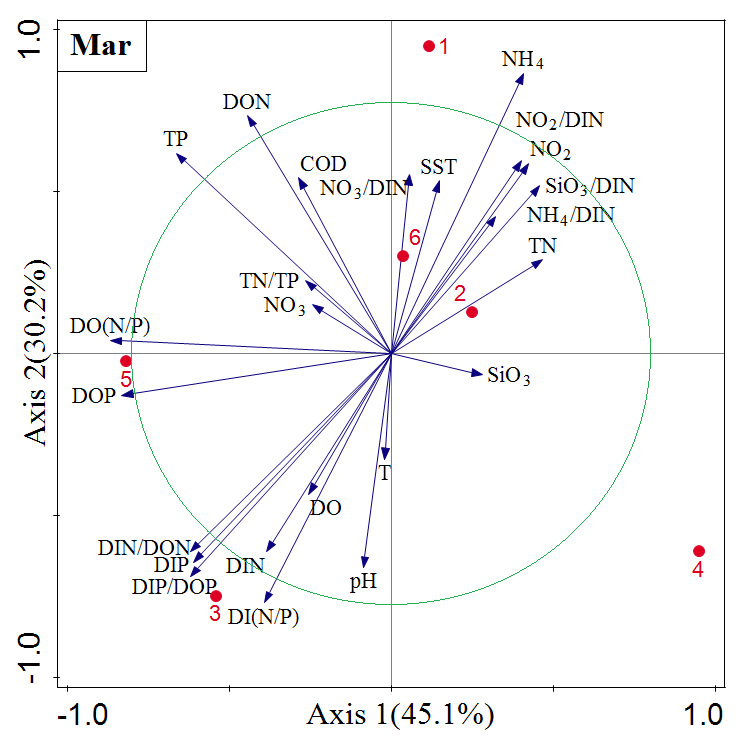 1.0
Mar
1
NH4
DON
NO2/DIN
TP
NO2
COD
SST
NO3/DIN
SiO3/DIN
NH4/DIN
6
TN
TN/TP
2
NO3
DO(N/P)
Axis 2(30.2%)
5
SiO3
DOP
T
DO
DIN/DON
DIP
DIN
4
DIP/DOP
pH
3
DI(N/P)
-1.0
-1.0
Axis 1(45.1%)
1.0